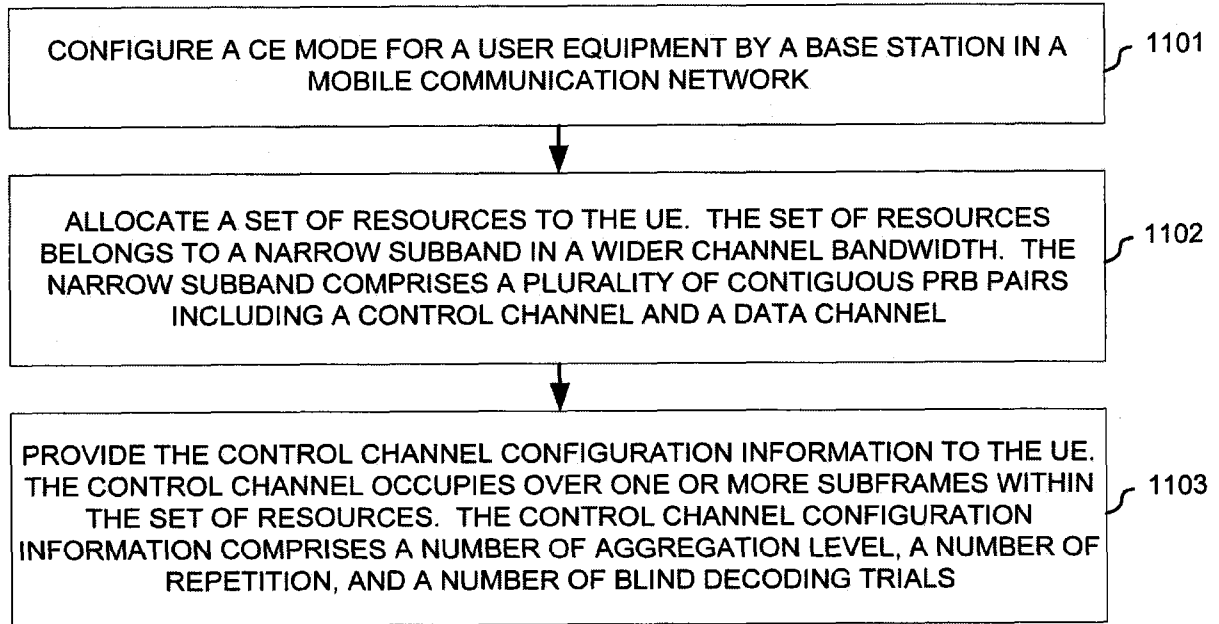 CONFIGURE A CE MODE FOR A USER EQUIPMENT BY A BASE STATION IN A
MOBILE COMMUNICATION NETWORK
1101
ALLOCATE A SET OF RESOURCES TO THE UE. THE SET OF RESOURCES
BELONGS TO A NARROW SUBBAND IN A WIDER CHANNEL BANDWIDTH. THE
NARROW SUBBAND COMPRISES A PLURALITY OF CONTIGUOUS PRB PAIRS
INCLUDING A CONTROL CHANNEL AND A DATA CHANNEL
1102
PROVIDE THE CONTROL CHANNEL CONFIGURATION INFORMATION TO THE UE.
THE CONTROL CHANNEL OCCUPIES OVER ONE OR MORE SUBFRAMES WITHIN
THE SET OF RESOURCES. THE CONTROL CHANNEL CONFIGURATION
INFORMATION COMPRISES A NUMBER OF AGGREGATION LEVEL, A NUMBER OF
REPETITION, AND A NUMBER OF BLIND DECODING TRIALS
1103